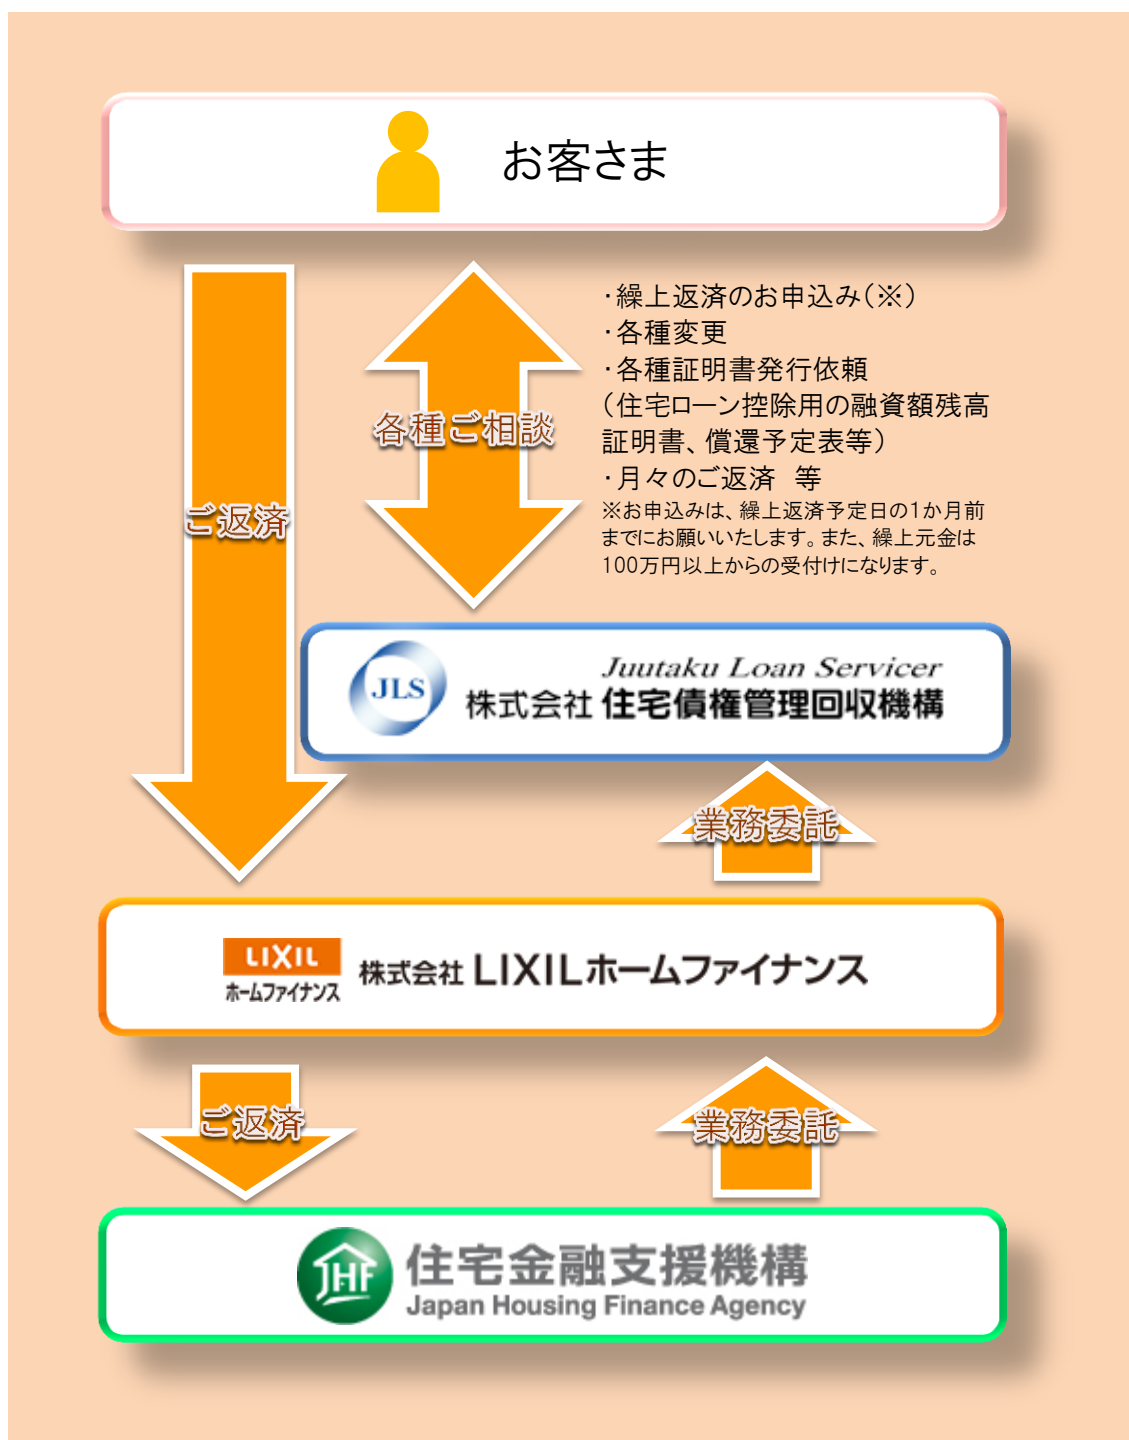 お客さま
・繰上返済のお申込み(※)
・各種変更
・各種証明書発行依頼
(住宅ローン控除用の融資額残高
証明書、償還予定表等)
・月々のご返済　等
※お申込みは、繰上返済予定日の1か月前
までにお願いいたします。また、繰上元金は
100万円以上からの受付けになります。
各種ご相談
ご返済
JLS
Juutaku Loan Servicer
株式会社 住宅債権管理回収機構
業務委託
LIXIL
ホームファイナンス
株式会社 LIXILホームファイナンス
ご返済
業務委託
JHF
住宅金融支援機構
Japan Housing Finance Agency